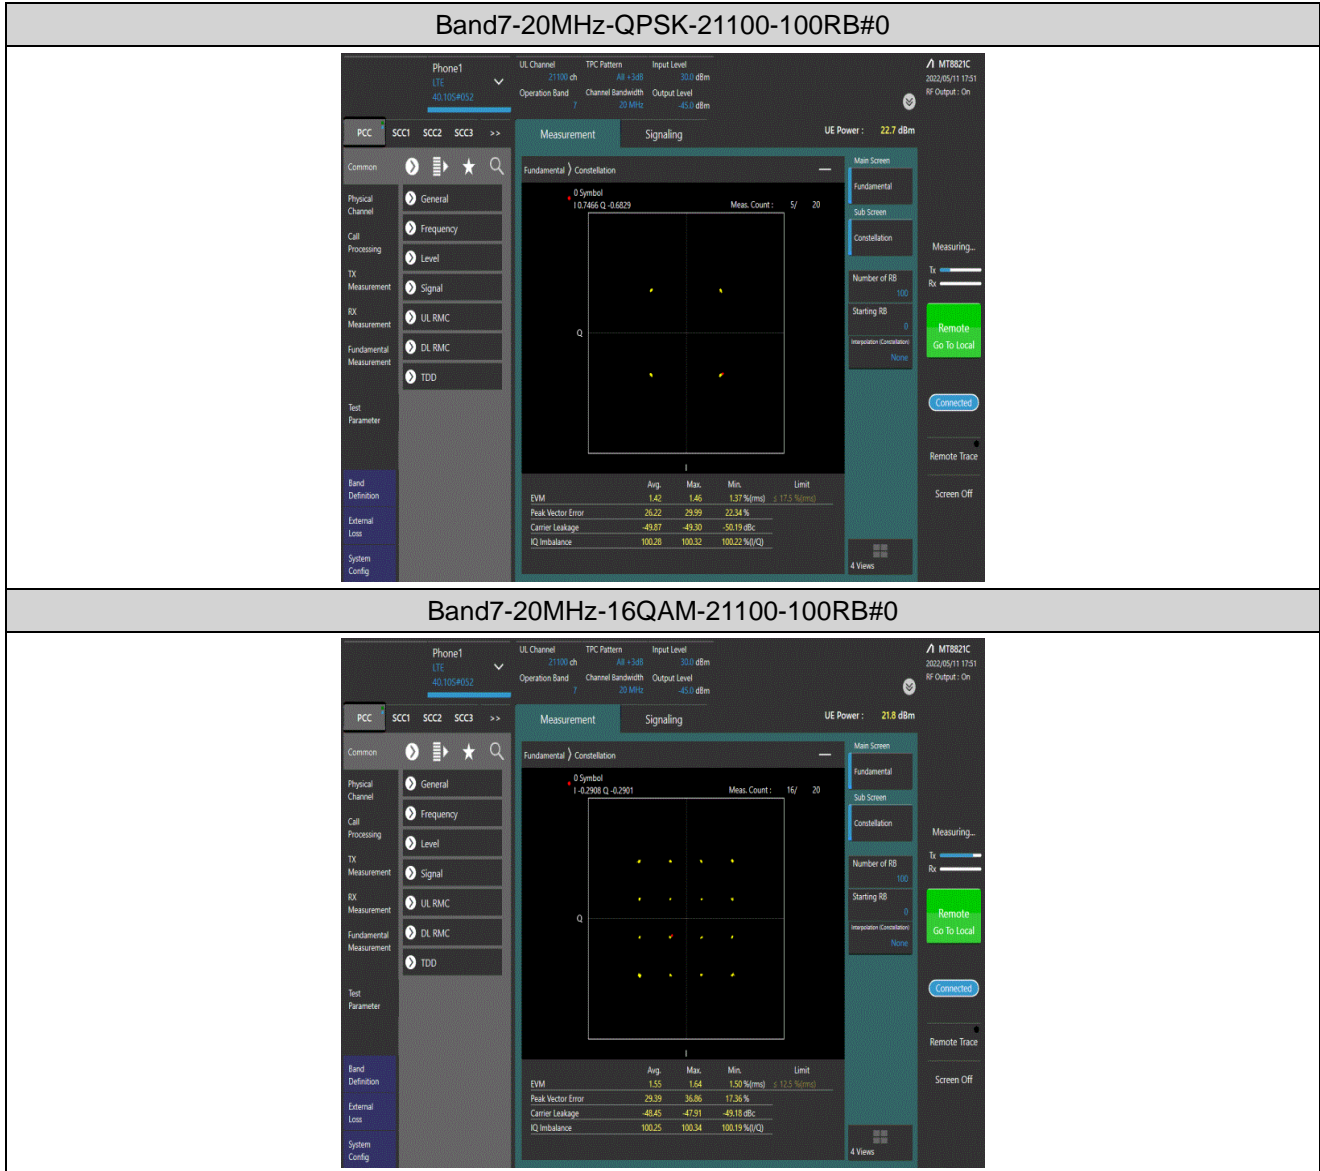 Band7-20MHz-QPSK-21100-100RB#0
Phone1
LTE
40.105#052
UL Channel TPC Pattern Input Level
21100 ch All +3dB 30.0 dBm
Operation Band Channel Bandwidth Output Level
7 20 MHz -45.0 dBm
MT8821C
2022/05/11 17:51
RF Output : On
PCC SCC1 SCC2 SCC3 >>
Measurement Signaling
UE Power : 22.7 dBm
Common
Physical
Channel
Call
Processing
TX
Measurement
RX
Measurement
Fundamental
Measurement
Test
Parameter
Band
Definition
External
Loss
System
Config
General
Frequency
Level
Signal
UL RMC
DL RMC
TDD
Fundamental Constellation
0 Symbol
I 0.7466 Q -0.6829 Meas. Count : 5/ 20
Q
I
Avg. Max. Min. Limit
EVM 1.42 1.46 1.37 %(rms) ≤ 17.5 %(rms)
Peak Vector Error 26.22 29.99 22.34 %
Carrier Leakage -49.87 -49.30 -50.19 dBc
IQ Imbalance 100.28 100.32 100.22 %(I/Q)
Main Screen
Fundamental
Sub Screen
Constellation
Number of RB
100
Starting RB
0
Interpolation (Constellation)
None
4 Views
Measuring...
Tx
Rx
Remote
Go To Local
Connected
Remote Trace
Screen Off
Band7-20MHz-16QAM-21100-100RB#0
Phone1
LTE
40.105#052
UL Channel TPC Pattern Input Level
21100 ch All +3dB 30.0 dBm
Operation Band Channel Bandwidth Output Level
7 20 MHz -45.0 dBm
MT8821C
2022/05/11 17:51
RF Output : On
PCC SCC1 SCC2 SCC3 >>
Measurement Signaling
UE Power : 21.8 dBm
Common
Physical
Channel
Call
Processing
TX
Measurement
RX
Measurement
Fundamental
Measurement
Test
Parameter
Band
Definition
External
Loss
System
Config
General
Frequency
Level
Signal
UL RMC
DL RMC
TDD
Fundamental Constellation
0 Symbol
I -0.2908 Q -0.2901 Meas. Count : 16/ 20
Q
I
Avg. Max. Min. Limit
EVM 1.55 1.64 1.50 %(rms) ≤ 12.5 %(rms)
Peak Vector Error 29.39 36.86 17.36 %
Carrier Leakage -48.45 -47.91 -49.18 dBc
IQ Imbalance 100.25 100.34 100.19 %(I/Q)
Main Screen
Fundamental
Sub Screen
Constellation
Number of RB
100
Starting RB
0
Interpolation (Constellation)
None
4 Views
Measuring...
Tx
Rx
Remote
Go To Local
Connected
Remote Trace
Screen Off